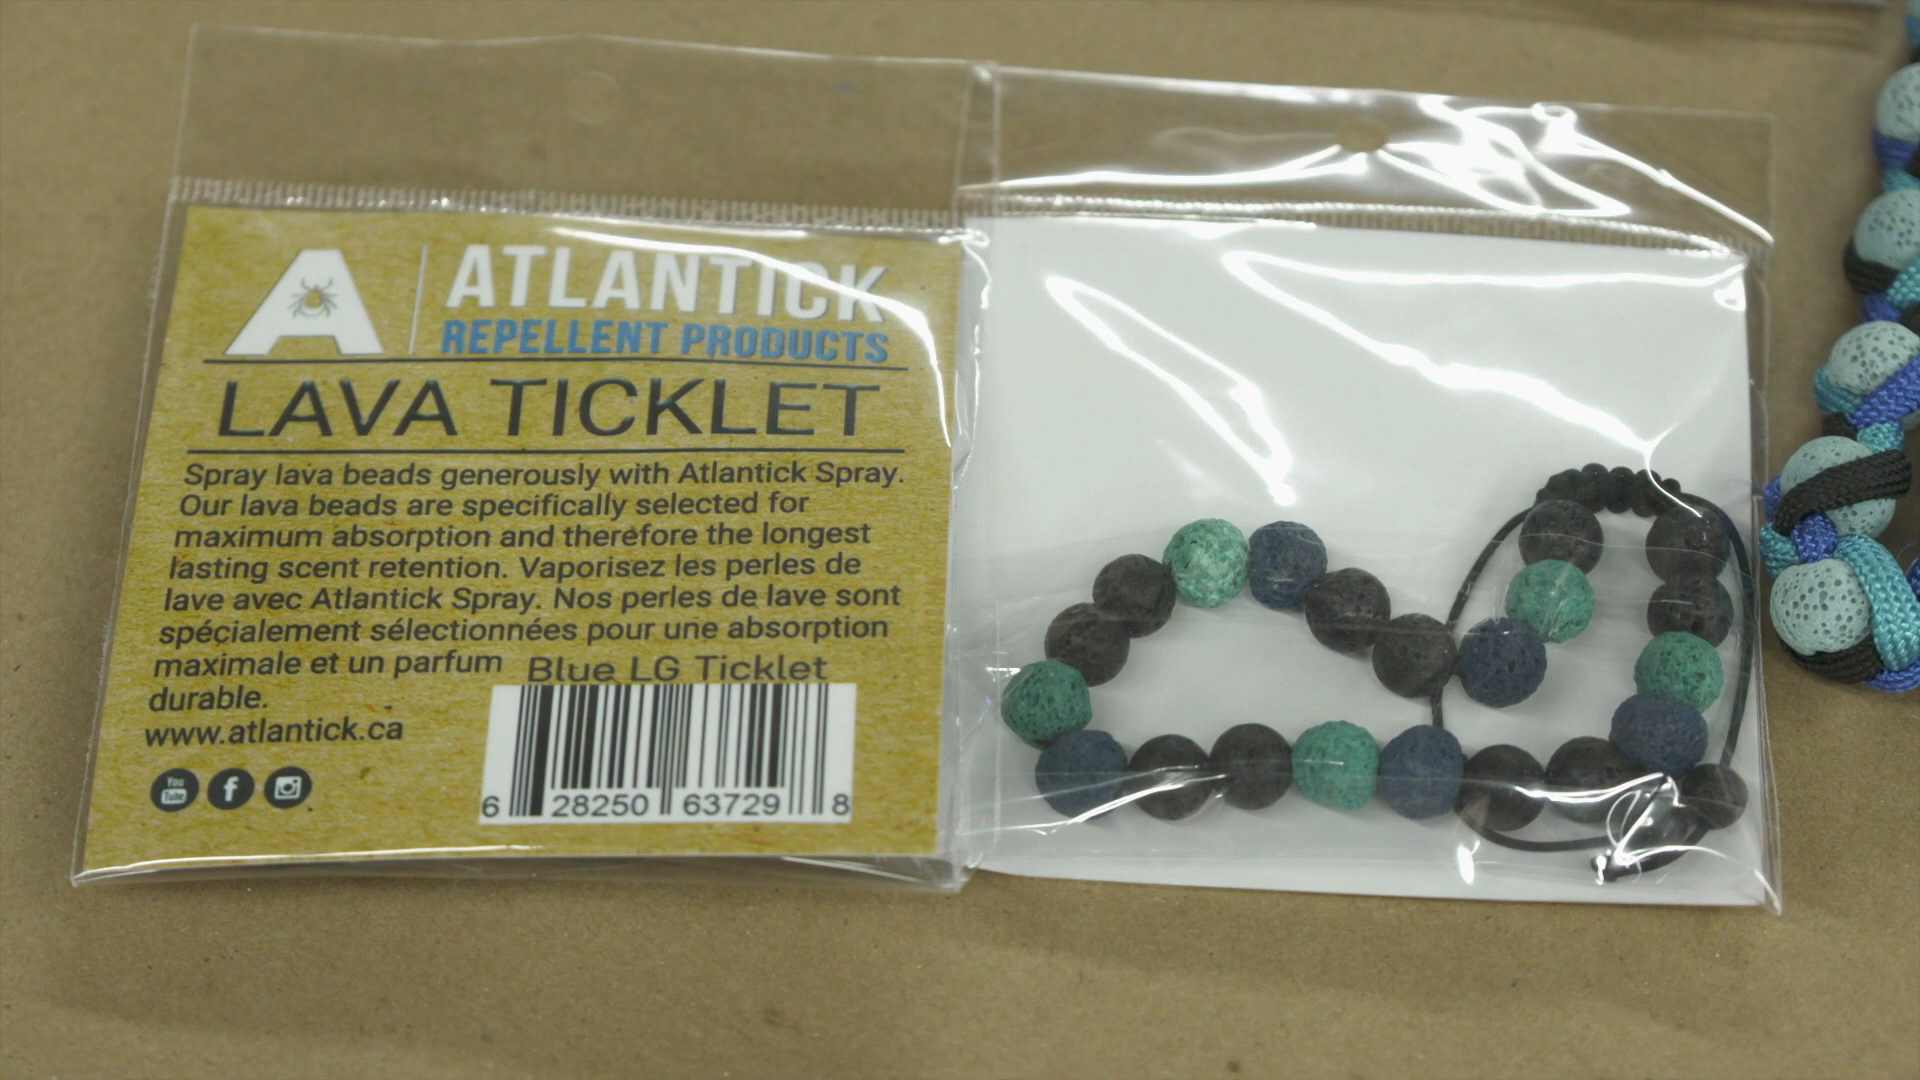 ATLANTICK
REPELLENT PRODUCTS
LAVA TICKLET
Spray lava beads generously with Atlantick Spray.
Our lava beads are specifically selected for
maximum absorption and therefore the longest
lasting scent retention. Vaporisez les perles de
lave avec Atlantick Spray. Nos perles de lave sont
spécialement sélectionnées pour une absorption
maximale et un parfum
durable.
www.atlantick.ca
You
Tube
Blue LG Ticklet
6 28250 63729 8